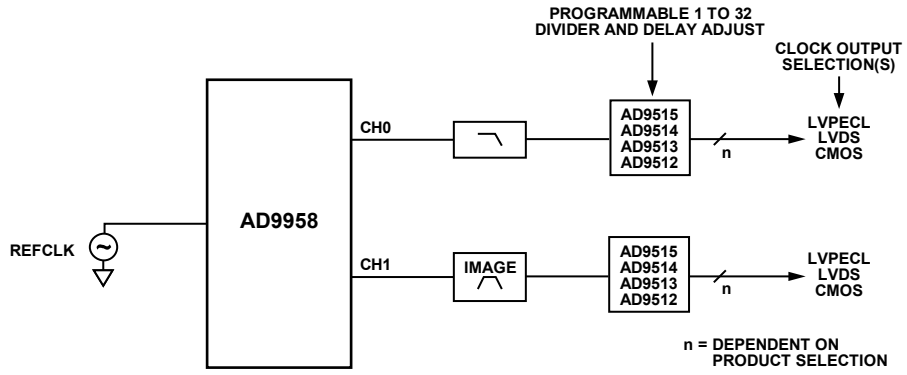 PROGRAMMABLE 1 TO 32
DIVIDER AND DELAY ADJUST
CLOCK OUTPUT
SELECTION(S)
CH0
AD9515
AD9514
AD9513
AD9512
n
LVPECL
LVDS
CMOS
AD9958
REFCLK
CH1
IMAGE
AD9515
AD9514
AD9513
AD9512
n
LVPECL
LVDS
CMOS
n = DEPENDENT ON
PRODUCT SELECTION